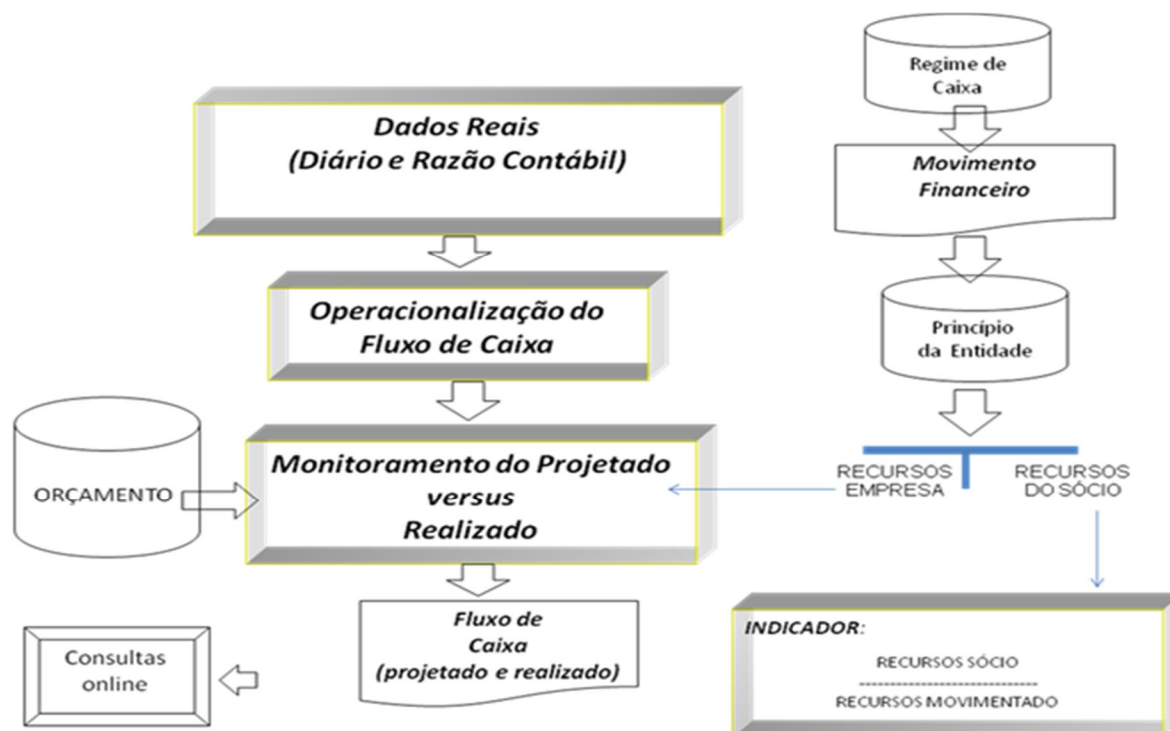 Dados Reais
(Diário e Razão Contábil)
Operacionalização do
Fluxo de Caixa
ORÇAMENTO
Monitoramento do Projetado
versus
Realizado
Fluxo de
Caixa
(projetado e realizado)
Consultas
online
Regime de
Caixa
Movimento
Financeiro
Princípio
da Entidade
RECURSOS
EMPRESA
RECURSOS
DO SÓCIO
INDICADOR:
RECURSOS SÓCIO
------------------------------
RECURSOS MOVIMENTADO